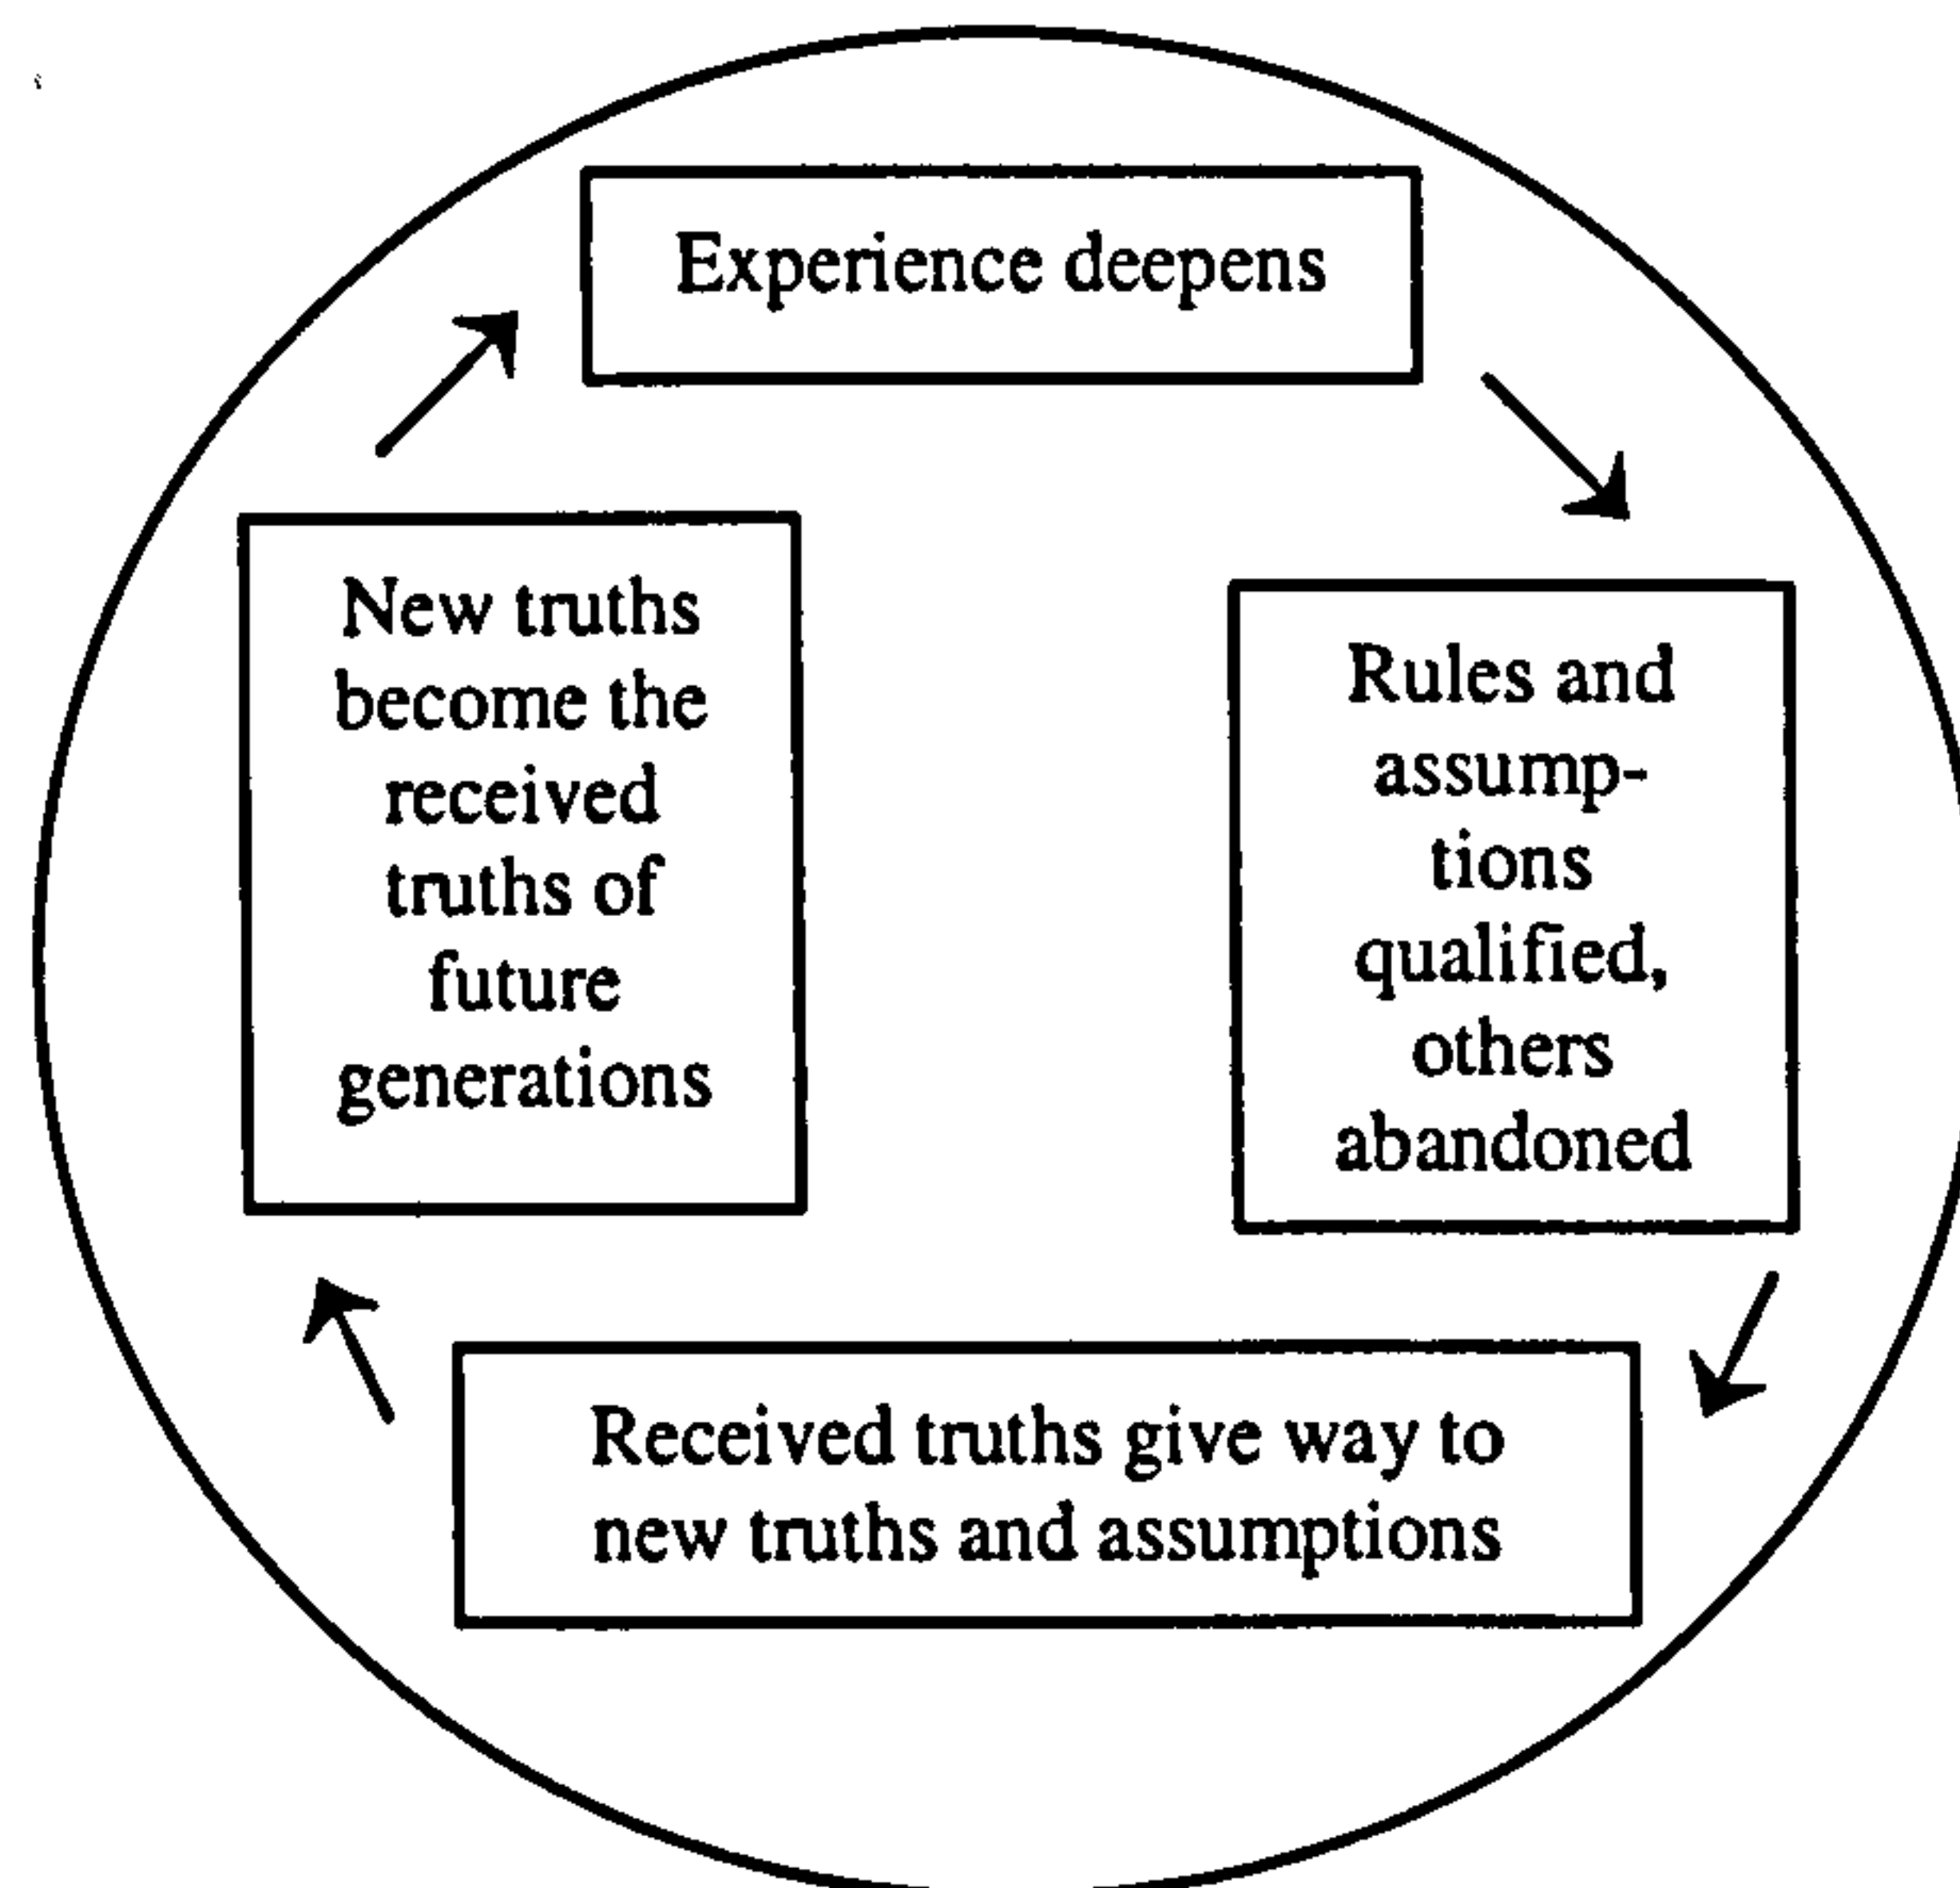 Experience deepens
New truths
become the
received
truths of
future
generations
Rules and
assump-
tions
qualified,
others
abandoned
Received truths give way to
new truths and assumptions